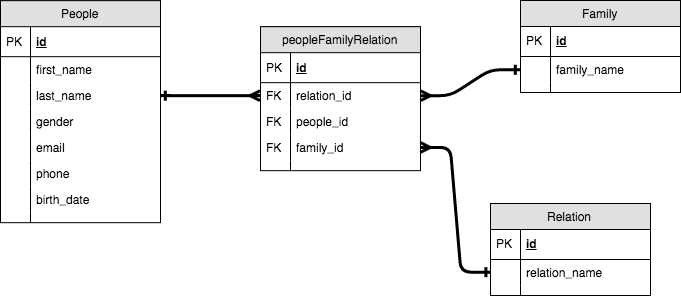 People
PK id
first_name
last_name
gender
email
phone
birth_date
peopleFamilyRelation
PK id
FK relation_id
FK people_id
FK family_id
Family
PK id
family_name
Relation
PK id
relation_name